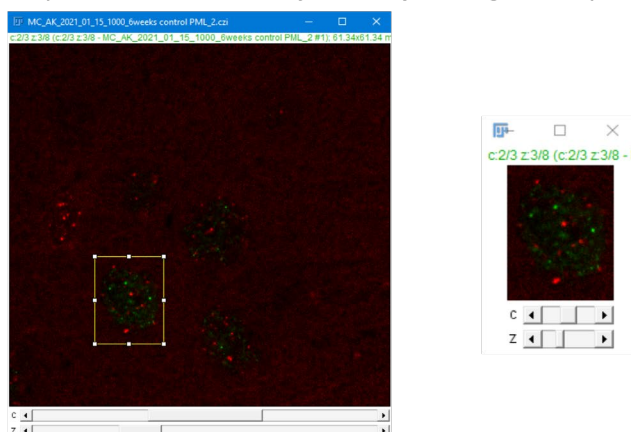 MC_AK_2021_01_15_1000_6weeks control PML_2.czi
c:2/3 z:3/8 (c:2/3 z:3/8 - MC_AK_2021_01_15_1000_6weeks control PML_2 #1); 61.34x61.34 m
C
Z
c:2/3 z:3/8 (c:2/3 z:3/8 -
C
Z